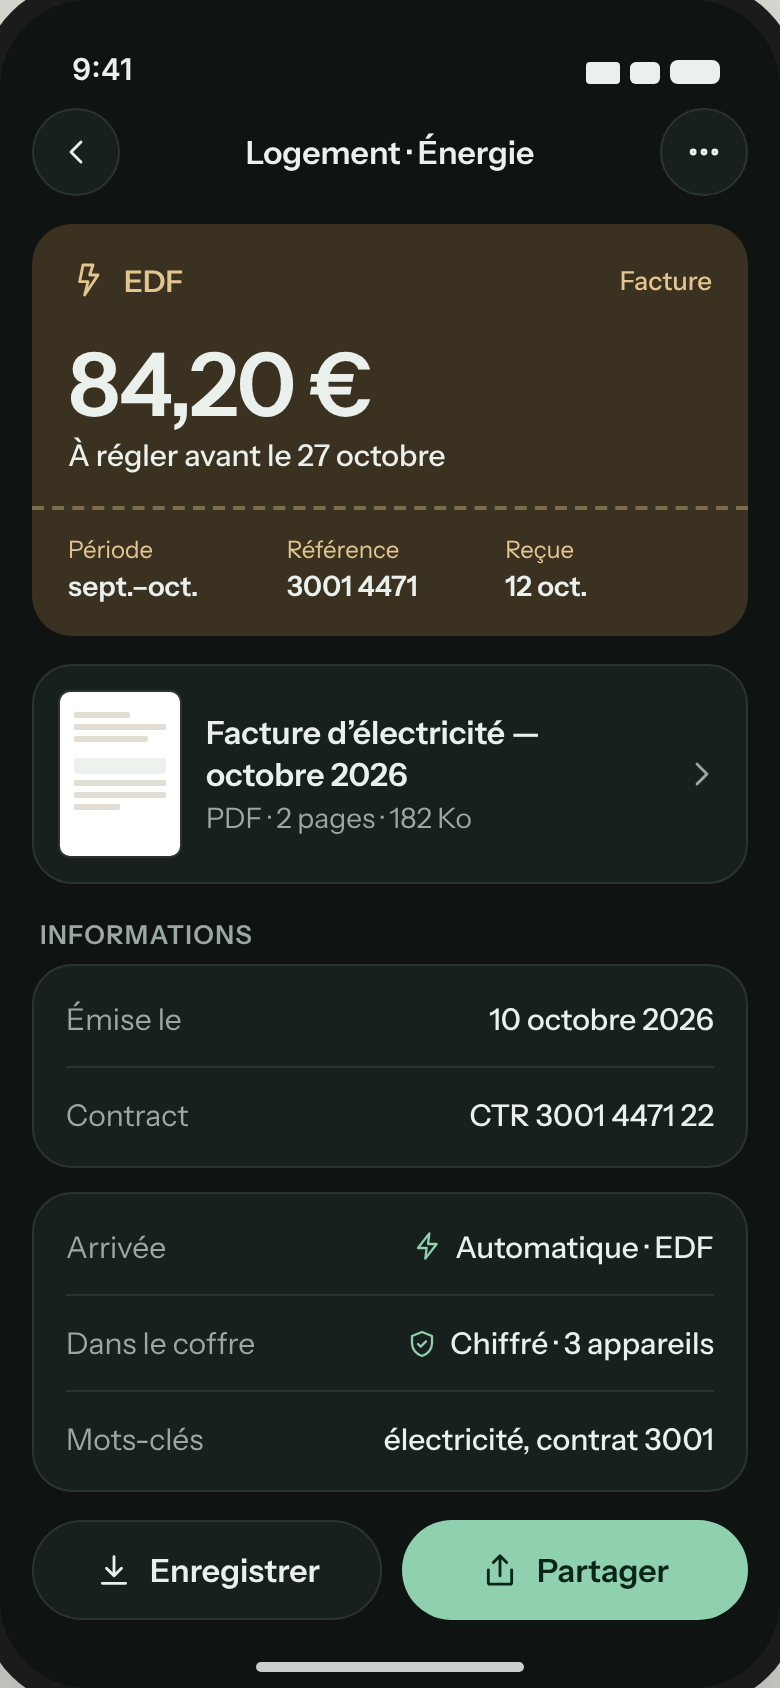 9:41
Logement · Énergie
EDF
Facture
84,20 €
À régler avant le 27 octobre
Période
Référence
Reçue
sept.–oct.
3001 4471
12 oct.
Facture d’électricité —
octobre 2026
PDF · 2 pages · 182 Ko
INFORMATIONS
Émise le
10 octobre 2026
Contract
CTR 3001 4471 22
Arrivée
Automatique · EDF
Dans le coffre
Chiffré · 3 appareils
Mots-clés
électricité, contrat 3001
Enregistrer
Partager